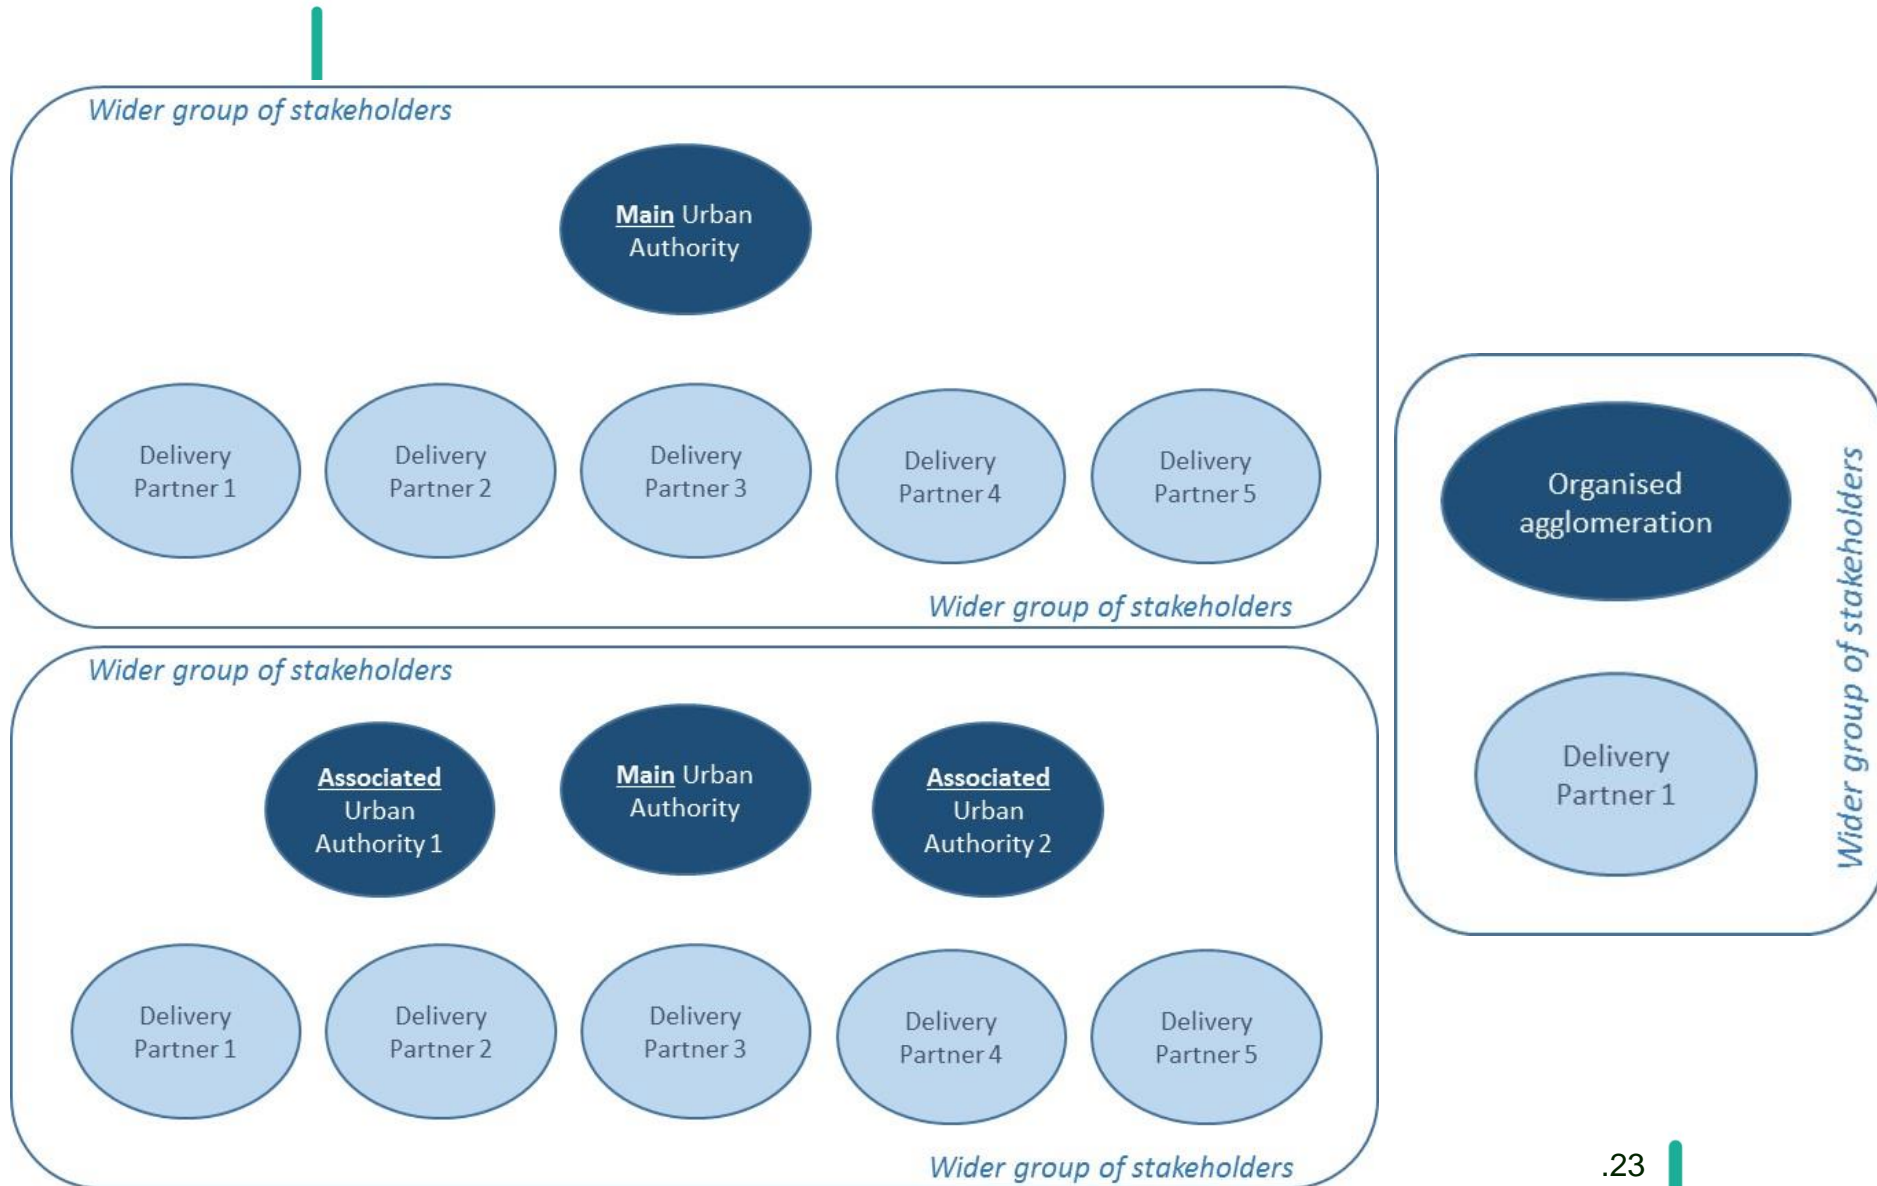 Wider group of stakeholders
Main Urban
Authority
Delivery
Partner 1
Delivery
Partner 2
Delivery
Partner 3
Delivery
Partner 4
Delivery
Partner 5
Wider group of stakeholders
Wider group of stakeholders
Associated
Urban
Authority 1
Main Urban
Authority
Associated
Urban
Authority 2
Delivery
Partner 1
Delivery
Partner 2
Delivery
Partner 3
Delivery
Partner 4
Delivery
Partner 5
Wider group of stakeholders
Organised
agglomeration
Delivery
Partner 1
Wider group of stakeholders
.23